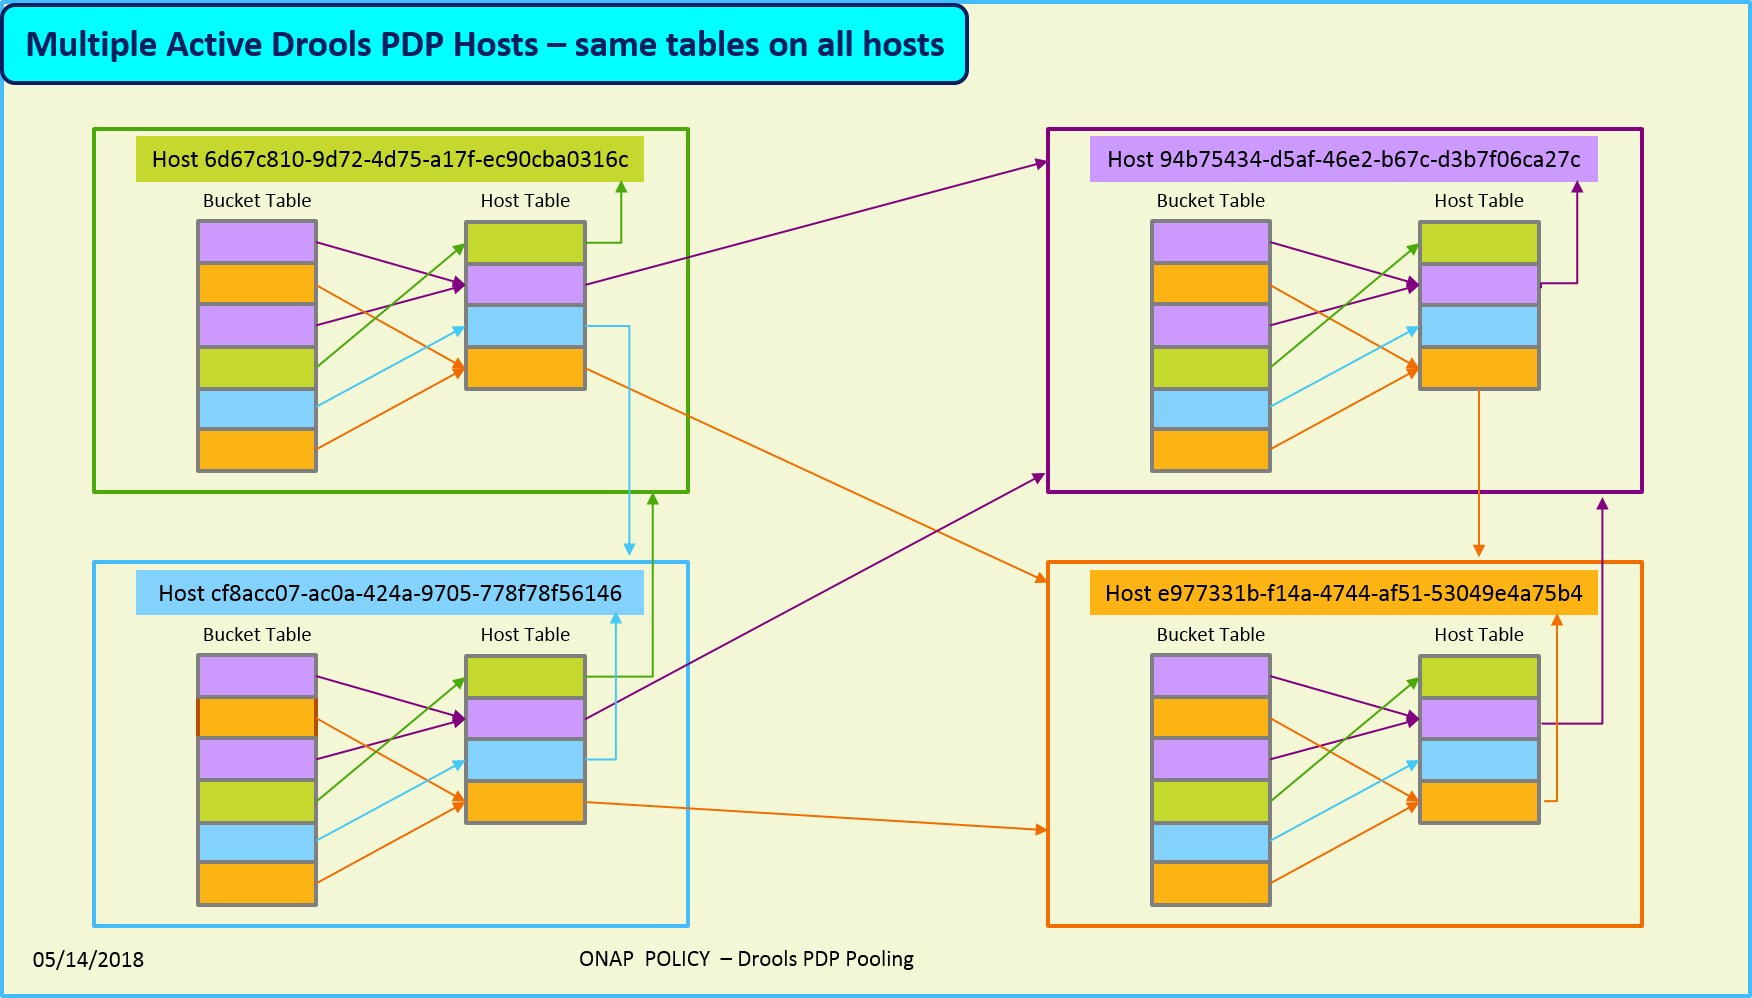 Multiple Active Drools PDP Hosts – same tables on all hosts
Host 6d67c810-9d72-4d75-a17f-ec90cba0316c
Bucket Table
Host Table
Host 94b75434-d5af-46e2-b67c-d3b7f06ca27c
Bucket Table
Host Table
Host cf8acc07-ac0a-424a-9705-778f78f56146
Bucket Table
Host Table
Host e977331b-f14a-4744-af51-53049e4a75b4
Bucket Table
Host Table
05/14/2018
ONAP POLICY – Drools PDP Pooling